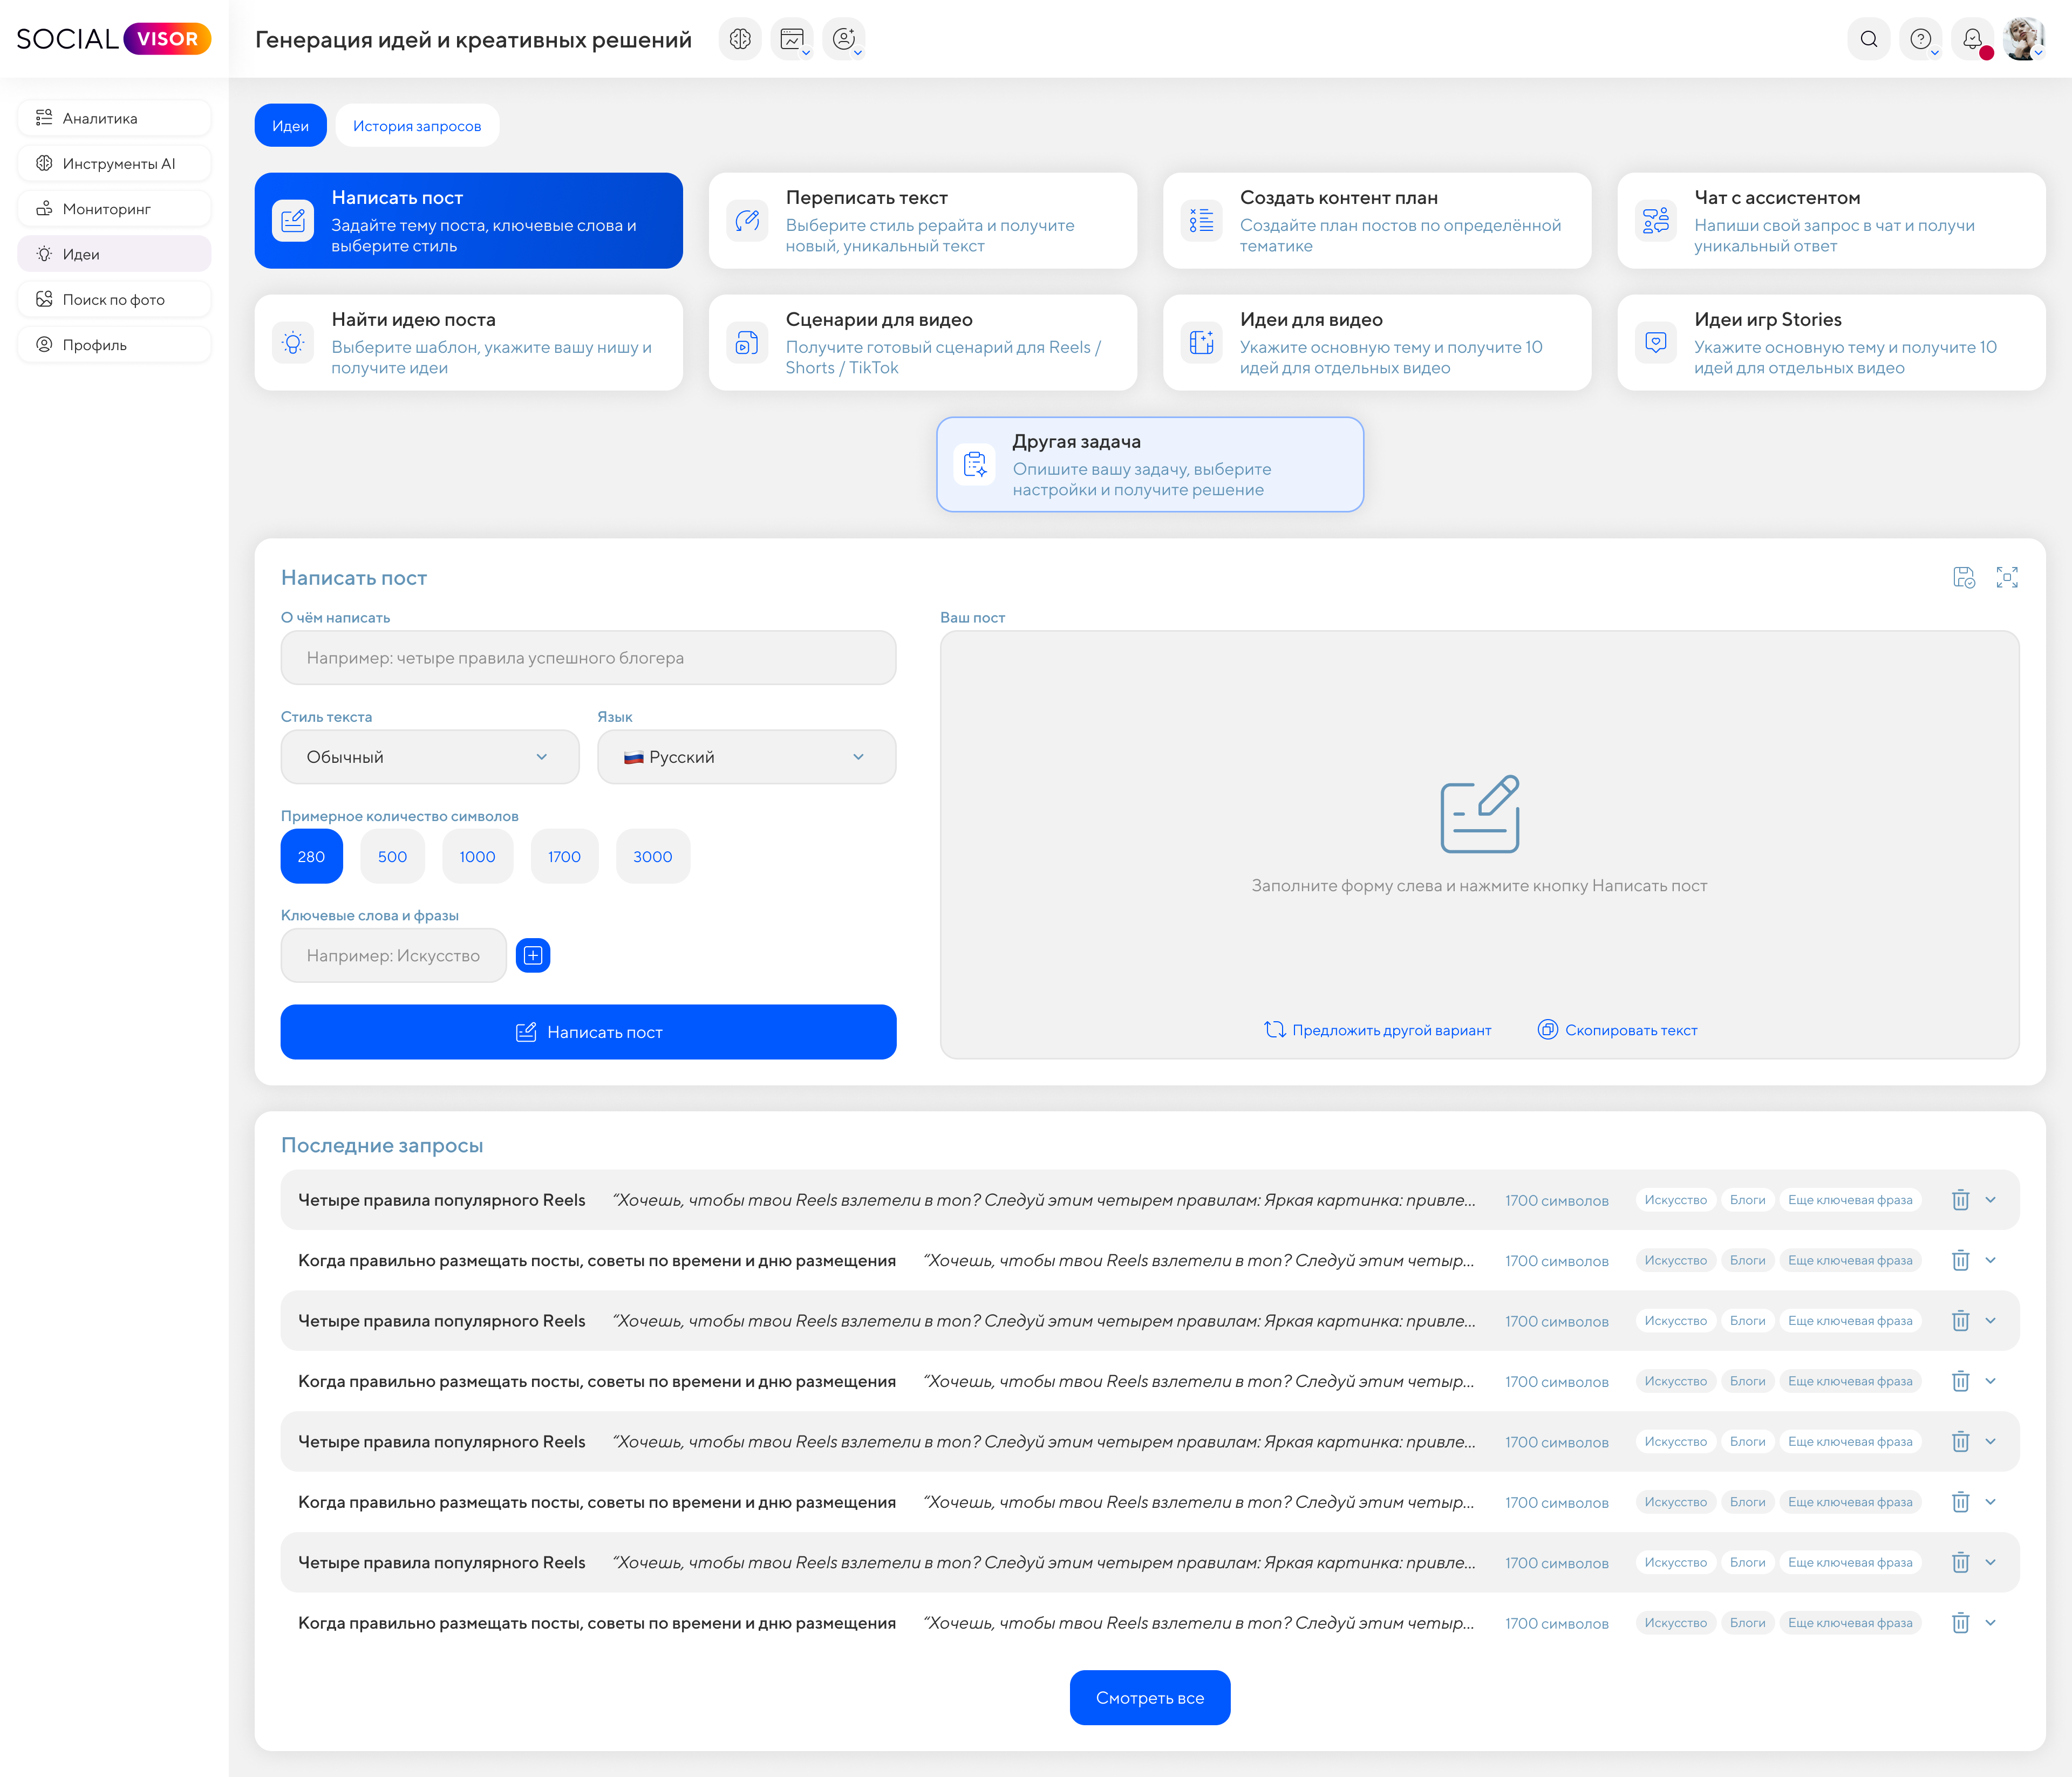 SOCIAL VISOR
Генерация идей и креативных решений
Аналитика
Инструменты AI
Мониторинг
Идеи
Поиск по фото
Профиль
Идеи
История запросов
Написать пост
Задайте тему поста, ключевые слова и
выберите стиль
Переписать текст
Выберите стиль рерайта и получите
новый, уникальный текст
Создать контент план
Создайте план постов по определённой
тематике
Чат с ассистентом
Напиши свой запрос в чат и получи
уникальный ответ
Найти идею поста
Выберите шаблон, укажите вашу нишу и
получите идеи
Сценарии для видео
Получите готовый сценарий для Reels /
Shorts / TikTok
Идеи для видео
Укажите основную тему и получите 10
идей для отдельных видео
Идеи игр Stories
Укажите основную тему и получите 10
идей для отдельных видео
Другая задача
Опишите вашу задачу, выберите
настройки и получите решение
Написать пост
О чём написать
Например: четыре правила успешного блогера
Стиль текста
Обычный
Язык
Русский
Примерное количество символов
280
500
1000
1700
3000
Ключевые слова и фразы
Например: Искусство
Написать пост
Ваш пост
Заполните форму слева и нажмите кнопку Написать пост
Предложить другой вариант
Скопировать текст
Последние запросы
Четыре правила популярного Reels “Хочешь, чтобы твои Reels взлетели в топ? Следуй этим четырем правилам: Яркая картинка: привле... 1700 символов Искусство Блоги Еще ключевая фраза
Когда правильно размещать посты, советы по времени и дню размещения “Хочешь, чтобы твои Reels взлетели в топ? Следуй этим четыр... 1700 символов Искусство Блоги Еще ключевая фраза
Четыре правила популярного Reels “Хочешь, чтобы твои Reels взлетели в топ? Следуй этим четырем правилам: Яркая картинка: привле... 1700 символов Искусство Блоги Еще ключевая фраза
Когда правильно размещать посты, советы по времени и дню размещения “Хочешь, чтобы твои Reels взлетели в топ? Следуй этим четыр... 1700 символов Искусство Блоги Еще ключевая фраза
Четыре правила популярного Reels “Хочешь, чтобы твои Reels взлетели в топ? Следуй этим четырем правилам: Яркая картинка: привле... 1700 символов Искусство Блоги Еще ключевая фраза
Когда правильно размещать посты, советы по времени и дню размещения “Хочешь, чтобы твои Reels взлетели в топ? Следуй этим четыр... 1700 символов Искусство Блоги Еще ключевая фраза
Четыре правила популярного Reels “Хочешь, чтобы твои Reels взлетели в топ? Следуй этим четырем правилам: Яркая картинка: привле... 1700 символов Искусство Блоги Еще ключевая фраза
Когда правильно размещать посты, советы по времени и дню размещения “Хочешь, чтобы твои Reels взлетели в топ? Следуй этим четыр... 1700 символов Искусство Блоги Еще ключевая фраза
Смотреть все